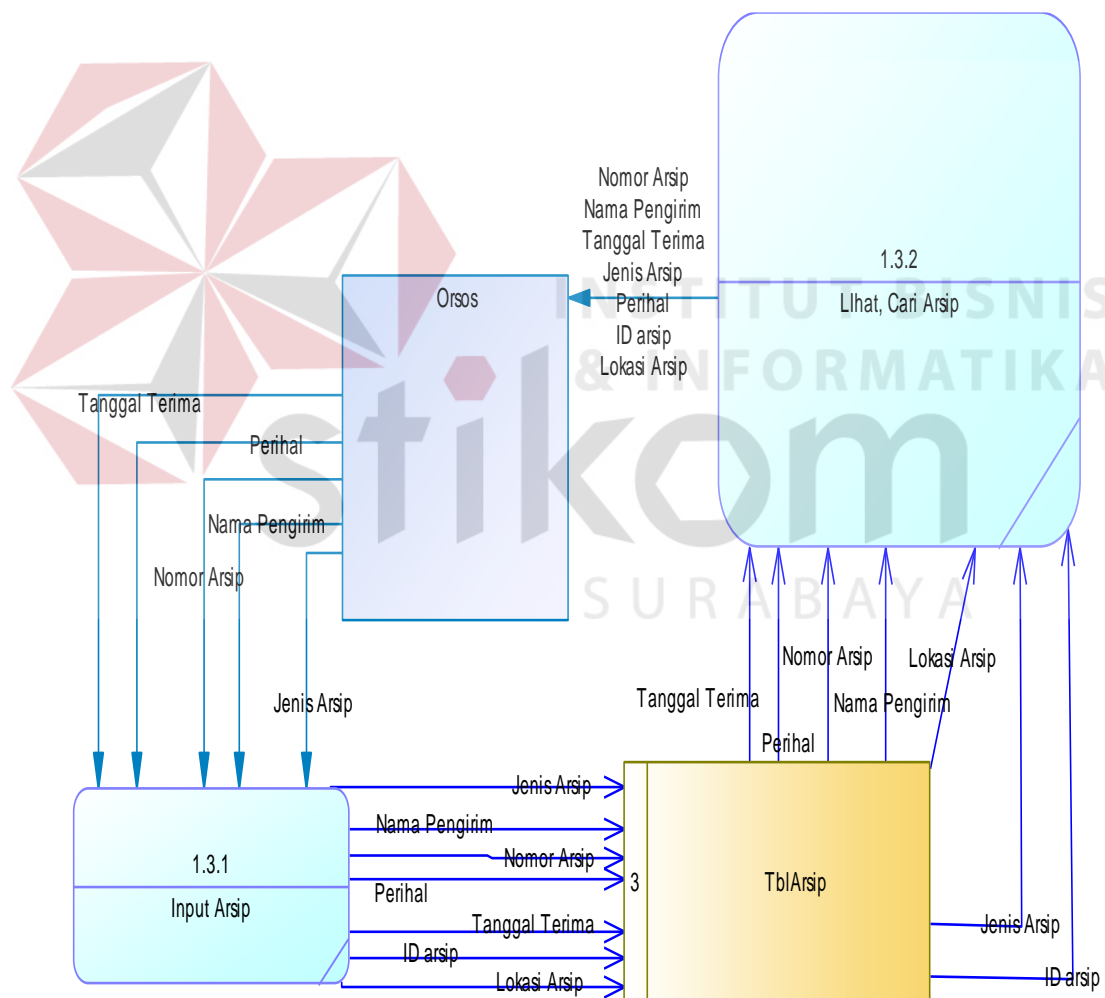 1.3.2
LIhat, Cari Arsip
Nomor Arsip
Nama Pengirim
Tanggal Terima
Jenis Arsip
Perihal
ID arsip
Lokasi Arsip
Orsos
INSTITUT BISNIS
& INFORMATIKA
stikom
SURABAYA
Tanggal Terima
Perihal
Nama Pengirim
Nomor Arsip
Jenis Arsip
Nomor Arsip
Lokasi Arsip
Tanggal Terima
Nama Pengirim
Perihal
Jenis Arsip
Nama Pengirim
Nomor Arsip
Perihal
Tanggal Terima
ID arsip
Lokasi Arsip
1.3.1
Input Arsip
3
TblArsip
Jenis Arsip
ID arsip